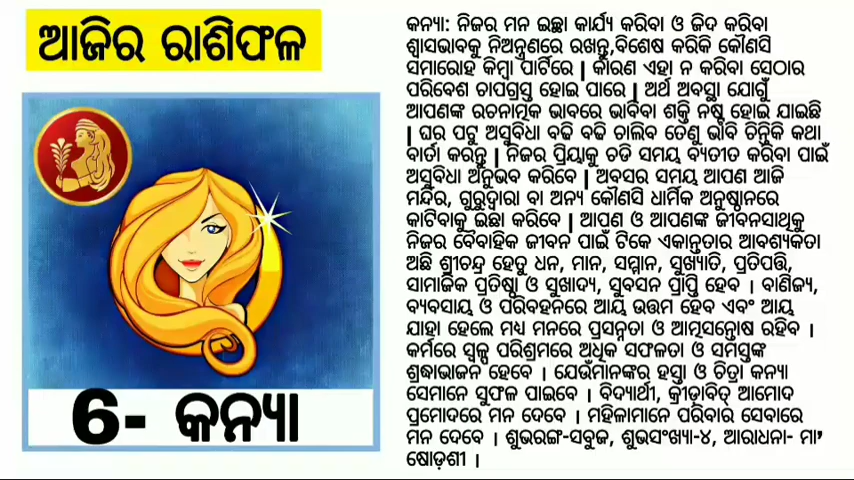 ଆଜିର ରାଶିଫଳ
6- କନ୍ୟା
କନ୍ୟା: ନିଜର ମନ ଇଚ୍ଛା କାର୍ଯ୍ୟ କରିବା ଓ ଜିଦ କରିବା
ଶ୍ୱାସଭାବକୁ ନିଅନ୍ତ୍ରଣରେ ରଖନ୍ତୁ,ବିଶେଷ କରିକି କୌଣସି
ସମାରୋହ କିମ୍ବା ପାର୍ଟିରେ | କାରଣ ଏହା ନ କରିବା ସେଠାର
ପରିବେଶ ଚାପଗ୍ରସ୍ତ ହୋଇ ପାରେ | ଅର୍ଥ ଅବସ୍ଥା ଯୋଗୁଁ
ଆପଣଙ୍କ ରଚନାତ୍ମକ ଭାବରେ ଭାବିବା ଶକ୍ତି ନଷ୍ଟ ହୋଇ ଯାଇଛି
| ଘର ପଟୁ ଅସୁବିଧା ବଢି ବଢି ଚାଲିବ ତେଣୁ ଭାବି ଚିନ୍ତିକି କଥା
ବାର୍ତା କରନ୍ତୁ | ନିଜର ପ୍ରିୟାକୁ ଚଡି ସମୟ ବ୍ୟତୀତ କରିବା ପାଇଁ
ଅସୁବିଧା ଅନୁଭବ କରିବେ | ଅବସର ସମୟ ଆପଣ ଆଜି
ମନ୍ଦିର, ଗୁରୁଦ୍ୱାରା ବା ଅନ୍ୟ କୌଣସି ଧାର୍ମିକ ଅନୁଷ୍ଠାନରେ
କାଟିବାକୁ ଇଛା କରିବେ | ଆପଣ ଓ ଆପଣଙ୍କ ଜୀବନସାଥିକୁ
ନିଜର ବୈବାହିକ ଜୀବନ ପାଇଁ ଟିକେ ଏକାନ୍ତତାର ଆବଶ୍ୟକତା
ଅଛି ଶ୍ରୀଚନ୍ଦ୍ର ହେତୁ ଧନ, ମାନ, ସମ୍ମାନ, ସୁଖ୍ୟାତି, ପ୍ରତିପତ୍ତି,
ସାମାଜିକ ପ୍ରତିଷ୍ଠା ଓ ସୁଖାଦ୍ୟ, ସୁବସନ ପ୍ରାପ୍ତି ହେବ । ବାଣିଜ୍ୟ,
ବ୍ୟବସାୟ ଓ ପରିବହନରେ ଆୟ ଉତ୍ତମ ହେବ ଏବଂ ଆୟ
ଯାହା ହେଲେ ମଧ୍ୟ ମନରେ ପ୍ରସନ୍ନତା ଓ ଆତ୍ମସନ୍ତୋଷ ରହିବ ।
କର୍ମରେ ସ୍ୱଳ୍ପ ପରିଶ୍ରମରେ ଅଧିକ ସଫଳତା ଓ ସମସ୍ତଙ୍କ
ଶ୍ରଦ୍ଧାଭାଜନ ହେବେ । ଯେଉଁମାନଙ୍କର ହସ୍ତା ଓ ଚିତ୍ରା କନ୍ୟା
ସେମାନେ ସୁଫଳ ପାଇବେ । ବିଦ୍ୟାର୍ଥୀ, କ୍ରୀଡ଼ାବିତ୍ ଆମୋଦ
ପ୍ରମୋଦରେ ମନ ଦେବେ । ମହିଳାମାନେ ପରିବାର ସେବାରେ
ମନ ଦେବେ । ଶୁଭରଙ୍ଗ-ସବୁଜ, ଶୁଭସଂଖ୍ୟା-୪, ଆରାଧନା- ମା’
ଷୋଡ଼ଶୀ ।